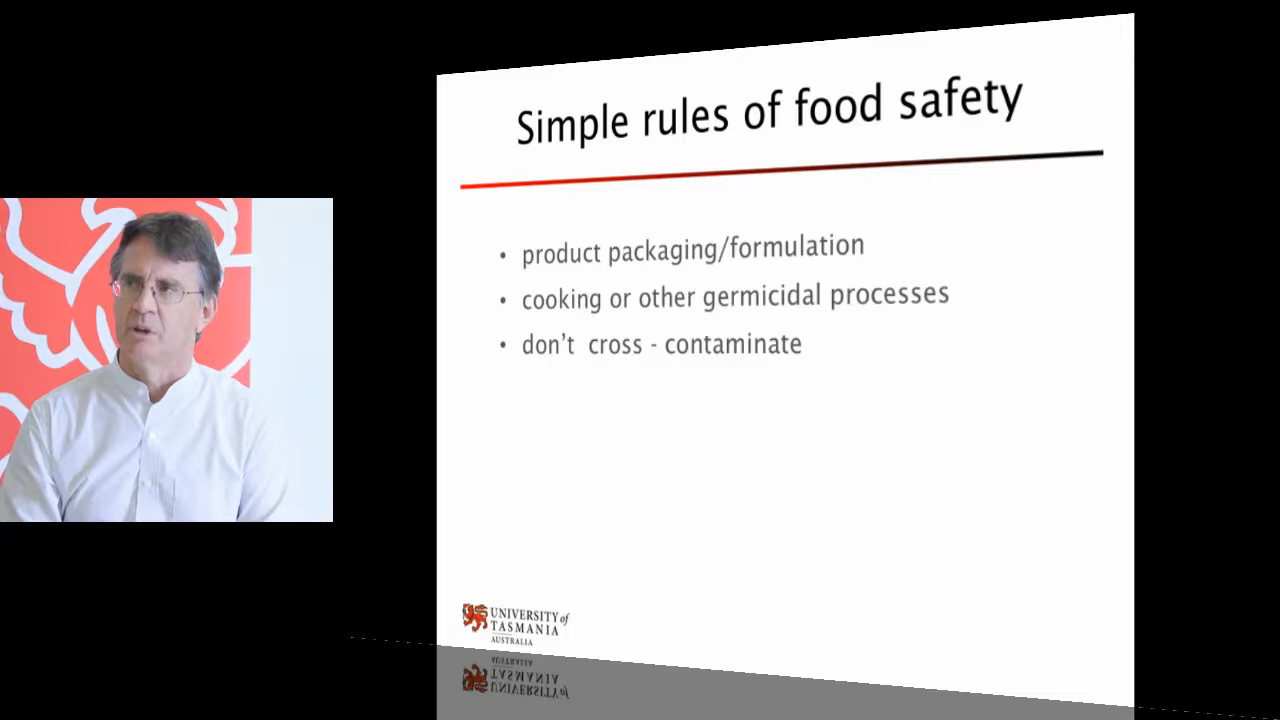 Simple rules of food safety
• product packaging/formulation
• cooking or other germicidal processes
• don’t cross - contaminate
UNIVERSITY of
TASMANIA
AUSTRALIA